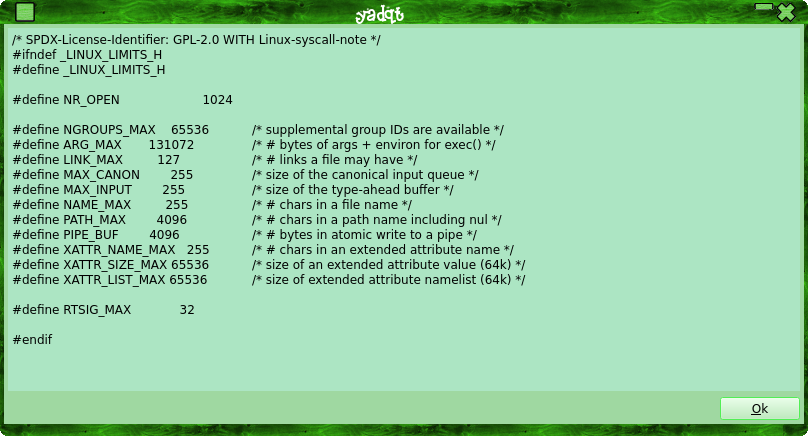 yadqt
/* SPDX-License-Identifier: GPL-2.0 WITH Linux-syscall-note */
#ifndef _LINUX_LIMITS_H
#define _LINUX_LIMITS_H
#define NR_OPEN 1024
#define NGROUPS_MAX 65536 /* supplemental group IDs are available */
#define ARG_MAX 131072 /* # bytes of args + environ for exec() */
#define LINK_MAX 127 /* # links a file may have */
#define MAX_CANON 255 /* size of the canonical input queue */
#define MAX_INPUT 255 /* size of the type-ahead buffer */
#define NAME_MAX 255 /* # chars in a file name */
#define PATH_MAX 4096 /* # chars in a path name including nul */
#define PIPE_BUF 4096 /* # bytes in atomic write to a pipe */
#define XATTR_NAME_MAX 255 /* # chars in an extended attribute name */
#define XATTR_SIZE_MAX 65536 /* size of an extended attribute value (64k) */
#define XATTR_LIST_MAX 65536 /* size of extended attribute namelist (64k) */
#define RTSIG_MAX 32
#endif
Ok